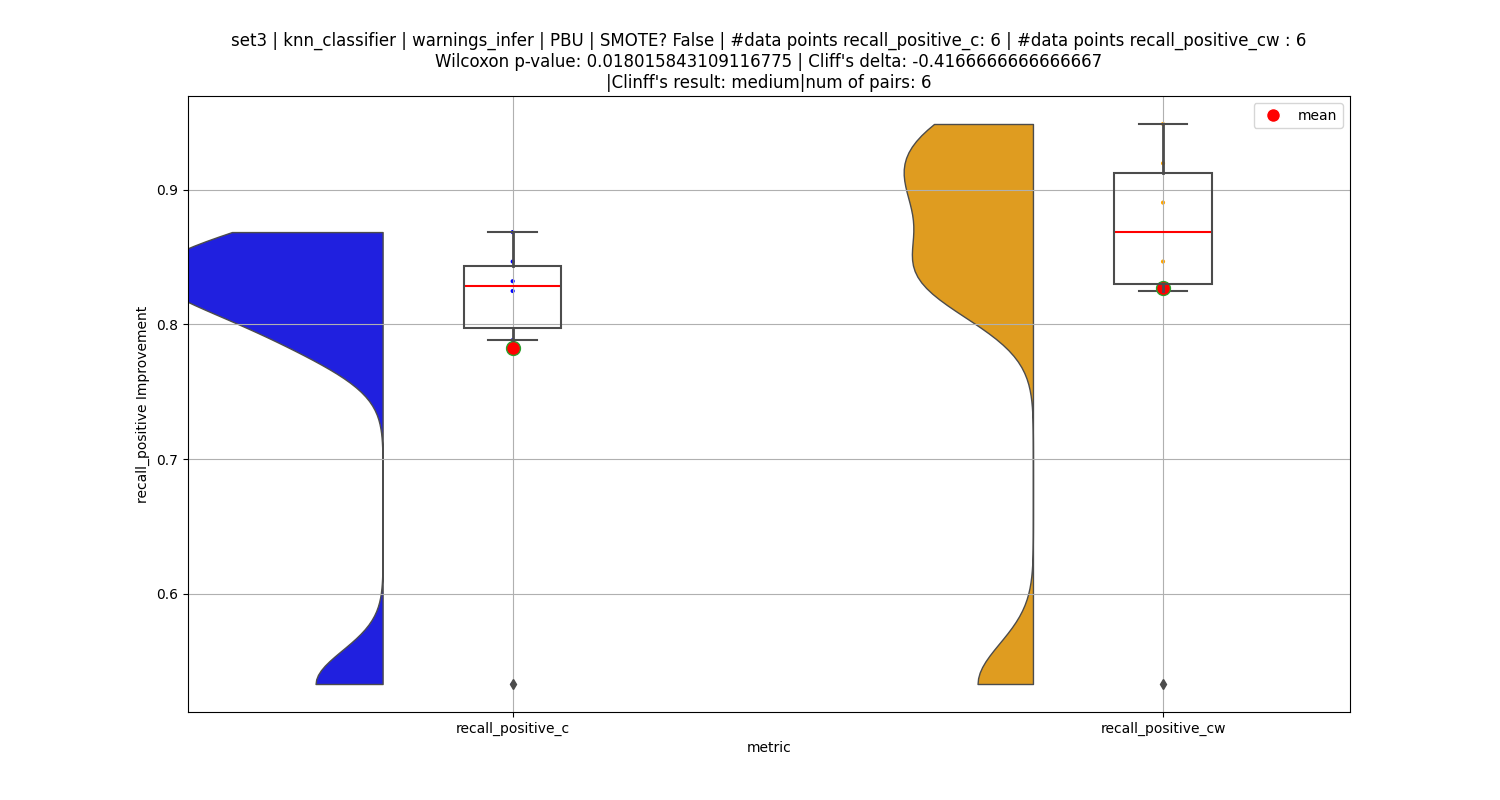 set3 | knn_classifier | warnings_infer | PBU | SMOTE? False | #data points recall_positive_c: 6 | #data points recall_positive_cw : 6
Wilcoxon p-value: 0.018015843109116775 | Cliff's delta: -0.4166666666666667
|Clinff's result: medium|num of pairs: 6
mean
recall_positive Improvement
0.9
0.8
0.7
0.6
recall_positive_c
recall_positive_cw
metric